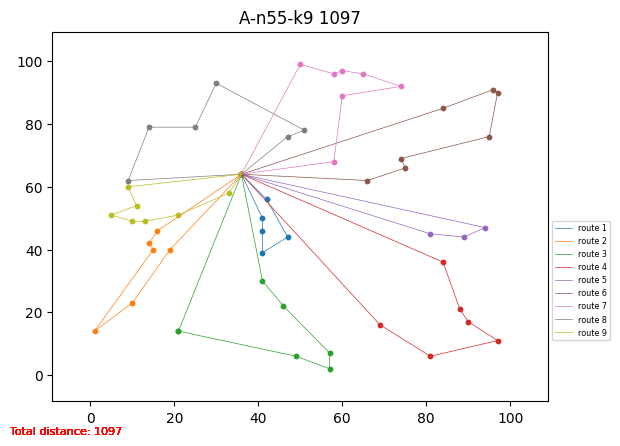 A-n55-k9 1097
100
80
60
40
20
0
0 20 40 60 80 100
route 1
route 2
route 3
route 4
route 5
route 6
route 7
route 8
route 9
Total distance: 1097